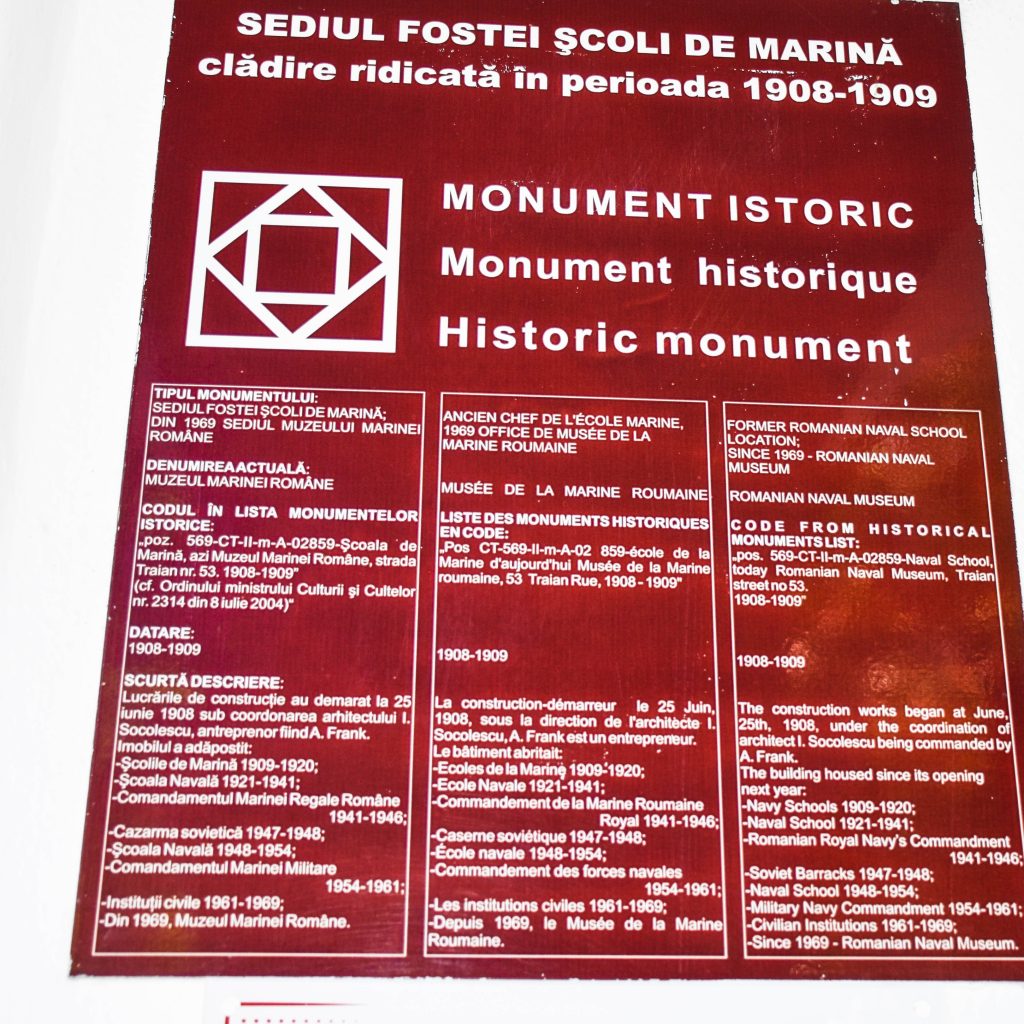 SEDIUL FOSTEI ŞCOLI DE MARINĂ
clădire ridicată în perioada 1908-1909
MONUMENT ISTORIC
Monument historique
Historic monument
TIPUL MONUMENTULUI:
SEDIUL FOSTEI ŞCOLI DE MARINĂ;
DIN 1969 SEDIUL MUZEULUI MARINEI
ROMÂNE
DENUMIREA ACTUALĂ:
MUZEUL MARINEI ROMÂNE
CODUL ÎN LISTA MONUMENTELOR
ISTORICE:
„poz. 569-CT-II-m-A-02859-Şcoala de
Marină, azi Muzeul Marinei Române, strada
Traian nr. 53. 1908-1909”
(cf. Ordinului ministrului Culturii şi Cultelor
nr. 2314 din 8 iulie 2004)”
DATARE:
1908-1909
SCURTĂ DESCRIERE:
Lucrările de construcţie au demarat la 25
iunie 1908 sub coordonarea arhitectului I.
Socolescu, antreprenor fiind A. Frank.
Imobilul a adăpostit:
-Şcolile de Marină 1909-1920;
-Şcoala Navală 1921-1941;
-Comandamentul Marinei Regale Române
1941-1946;
-Cazarma sovietică 1947-1948;
-Şcoala Navală 1948-1954;
-Comandamentul Marinei Militare
1954-1961;
-Instituţii civile 1961-1969;
-Din 1969, Muzeul Marinei Române.
ANCIEN CHEF DE L'ÉCOLE MARINE,
1969 OFFICE DE MUSÉE DE LA
MARINE ROUMAINE
MUSÉE DE LA MARINE ROUMAINE
LISTE DES MONUMENTS HISTORIQUES
EN CODE:
„Pos CT-569-II-m-A-02 859-école de la
Marine d'aujourd'hui Musée de la Marine
roumaine, 53 Traian Rue, 1908 - 1909”
1908-1909
La construction-démarreur le 25 Juin,
1908, sous la direction de l'architecte I.
Socolescu, A. Frank est un entrepreneur.
Le bâtiment abritait:
-Ecoles de la Marine 1909-1920;
-Ecole Navale 1921-1941;
-Commandement de la Marine Roumaine
Royal 1941-1946;
-Caserne soviétique 1947-1948;
-École navale 1948-1954;
-Commandement des forces navales
1954-1961;
-Les institutions civiles 1961-1969;
-Depuis 1969, le Musée de la Marine
Roumaine.
FORMER ROMANIAN NAVAL SCHOOL
LOCATION;
SINCE 1969 - ROMANIAN NAVAL
MUSEUM
ROMANIAN NAVAL MUSEUM
CODE FROM HISTORICAL
MONUMENTS LIST:
„pos. 569-CT-II-m-A-02859-Naval School,
today Romanian Naval Museum, Traian
street no 53.
1908-1909”
1908-1909
The construction works began at June,
25th, 1908, under the coordination of
architect I. Socolescu being commanded by
A. Frank.
The building housed since its opening
next year:
-Navy Schools 1909-1920;
-Naval School 1921-1941;
-Romanian Royal Navy's Commandment
1941-1946;
-Soviet Barracks 1947-1948;
-Naval School 1948-1954;
-Military Navy Commandment 1954-1961;
-Civilian Institutions 1961-1969;
-Since 1969 - Romanian Naval Museum.